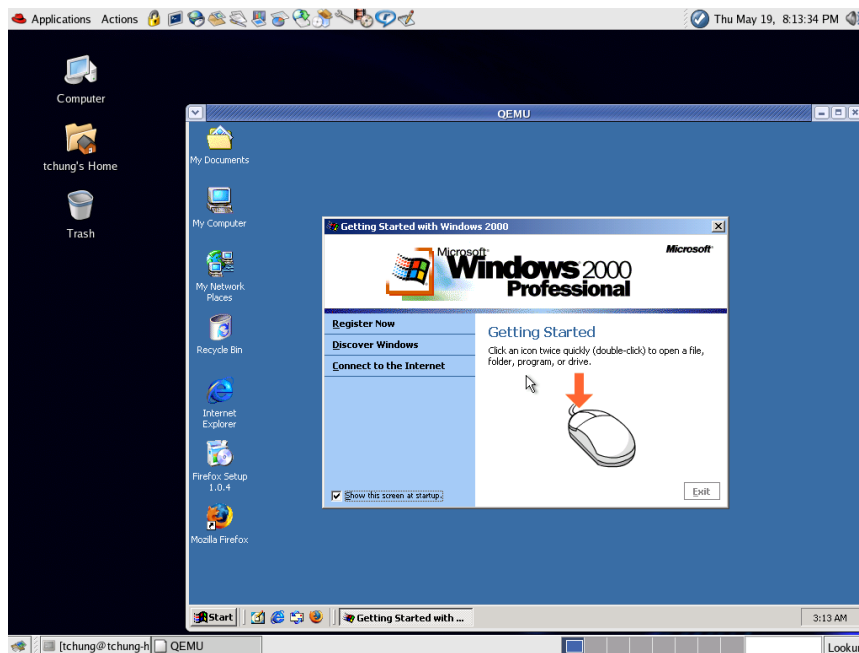 Applications Actions
Thu May 19, 8:13:34 PM
Computer
tchung's Home
Trash
QEMU
My Documents
My Computer
My Network
Places
Recycle Bin
Internet
Explorer
Firefox Setup
1.0.4
Mozilla Firefox
Getting Started with Windows 2000
Microsoft
Microsoft
Windows 2000
Professional
Register Now
Discover Windows
Connect to the Internet
Getting Started
Click an icon twice quickly (double-click) to open a file,
folder, program, or drive.
Show this screen at startup.
Exit
Start
Getting Started with ...
3:13 AM
[tchung@tchung-h
QEMU
Lookup